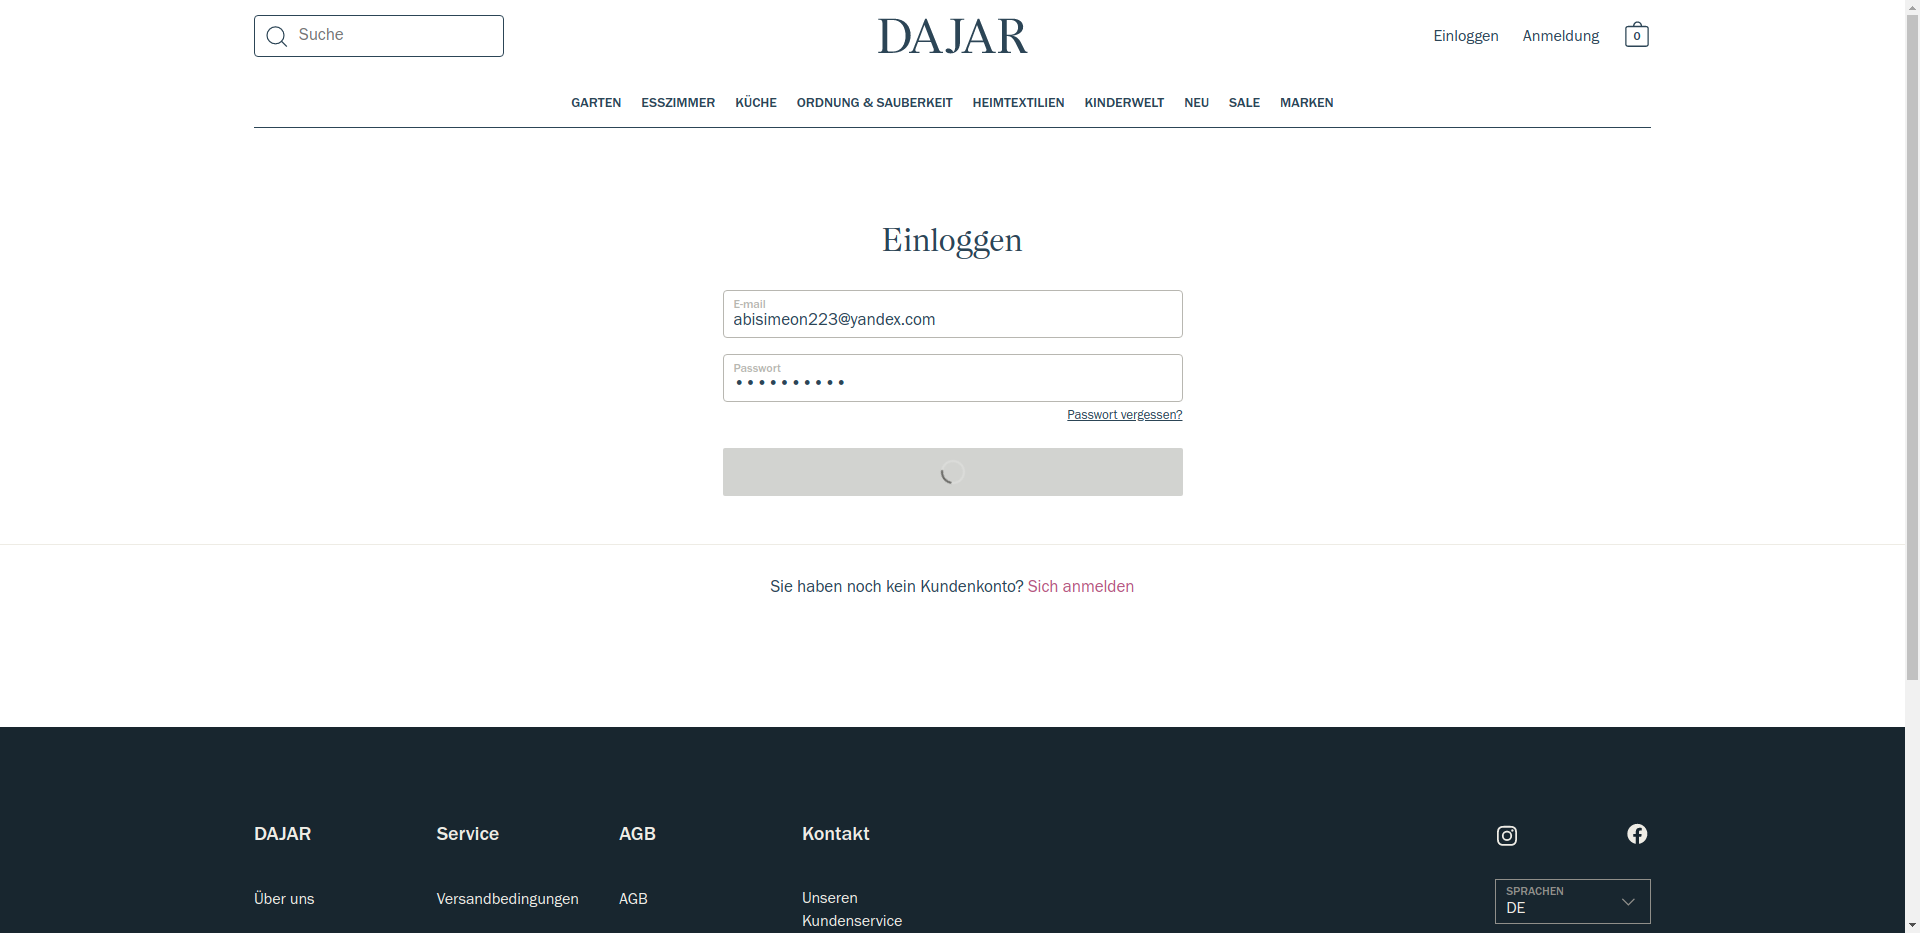 Suche
DAJAR
Einloggen
Anmeldung
0
GARTEN
ESSZIMMER
KÜCHE
ORDNUNG & SAUBERKEIT
HEIMTEXTILIEN
KINDERWELT
NEU
SALE
MARKEN
Einloggen
E-mail
abisimeon223@yandex.com
Passwort
••••••••••
Passwort vergessen?
Sie haben noch kein Kundenkonto? Sich anmelden
DAJAR
Über uns
Service
Versandbedingungen
AGB
AGB
Kontakt
Unseren
Kundenservice
SPRACHEN
DE